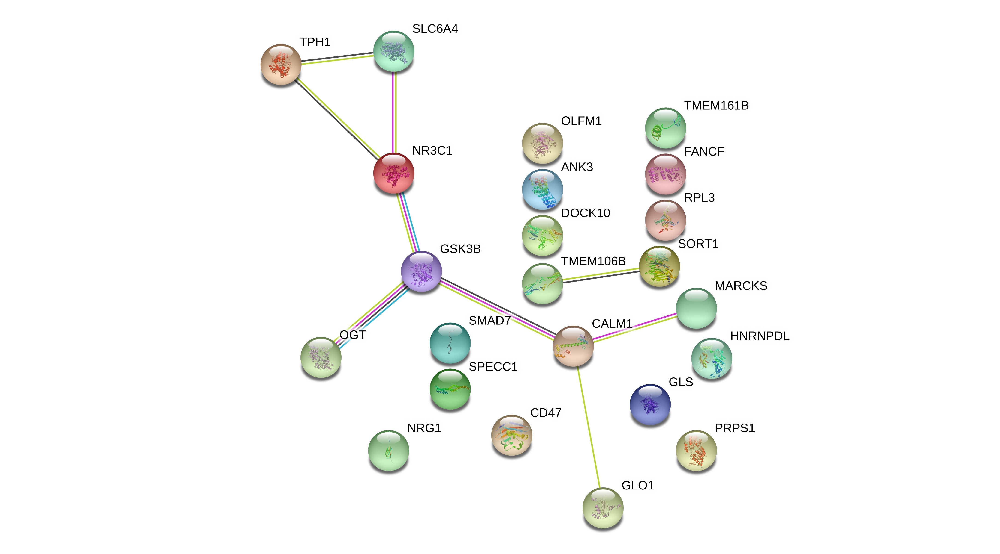 SLC6A4
TPH1
TMEM161B
OLFM1
NR3C1
FANCF
ANK3
RPL3
DOCK10
SORT1
GSK3B
TMEM106B
MARCKS
SMAD7
CALM1
OGT
HNRNPDL
SPECC1
GLS
CD47
NRG1
PRPS1
GLO1